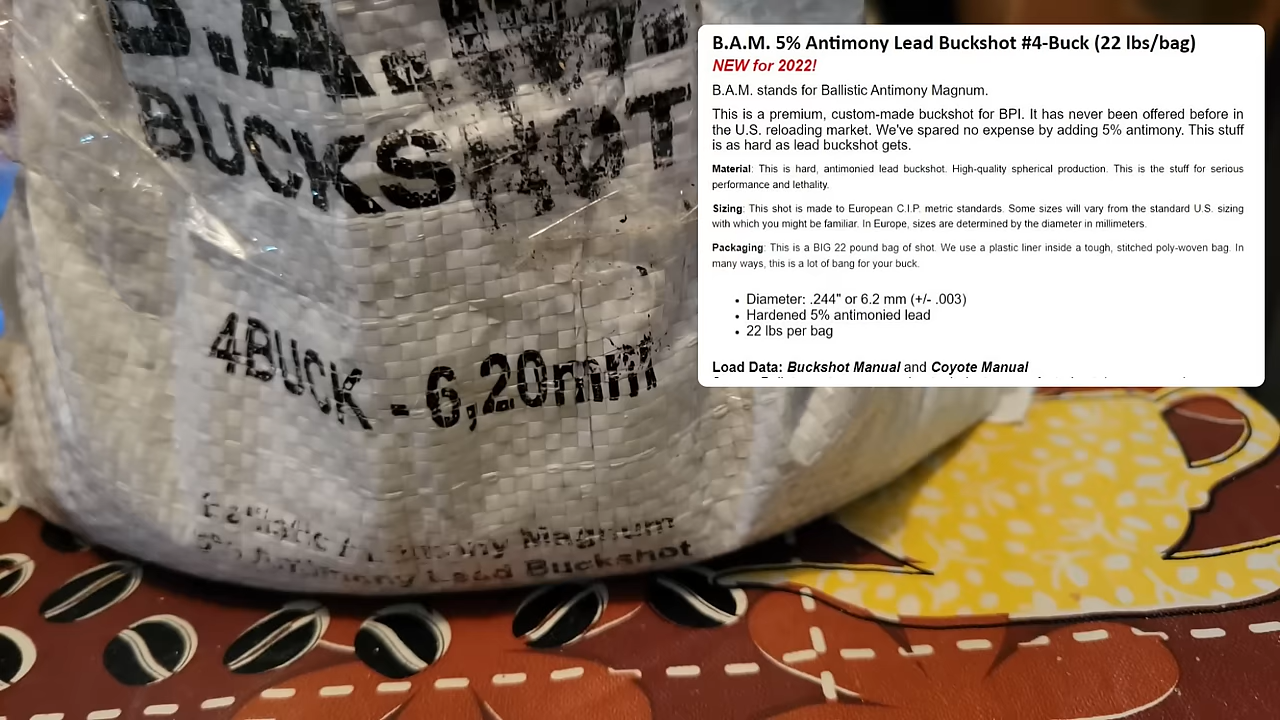 B.A.M.
BUCKSHOT
4BUCK - 6,20mm
Antimony Magnum
5% Antimony Lead Buckshot
B.A.M. 5% Antimony Lead Buckshot #4-Buck (22 lbs/bag)
NEW for 2022!
B.A.M. stands for Ballistic Antimony Magnum.
This is a premium, custom-made buckshot for BPI. It has never been offered before in
the U.S. reloading market. We've spared no expense by adding 5% antimony. This stuff
is as hard as lead buckshot gets.
Material: This is hard, antimonied lead buckshot. High-quality spherical production. This is the stuff for serious
performance and lethality.
Sizing: This shot is made to European C.I.P. metric standards. Some sizes will vary from the standard U.S. sizing
with which you might be familiar. In Europe, sizes are determined by the diameter in millimeters.
Packaging: This is a BIG 22 pound bag of shot. We use a plastic liner inside a tough, stitched poly-woven bag. In
many ways, this is a lot of bang for your buck.
• Diameter: .244" or 6.2 mm (+/- .003)
• Hardened 5% antimonied lead
• 22 lbs per bag
Load Data: Buckshot Manual and Coyote Manual